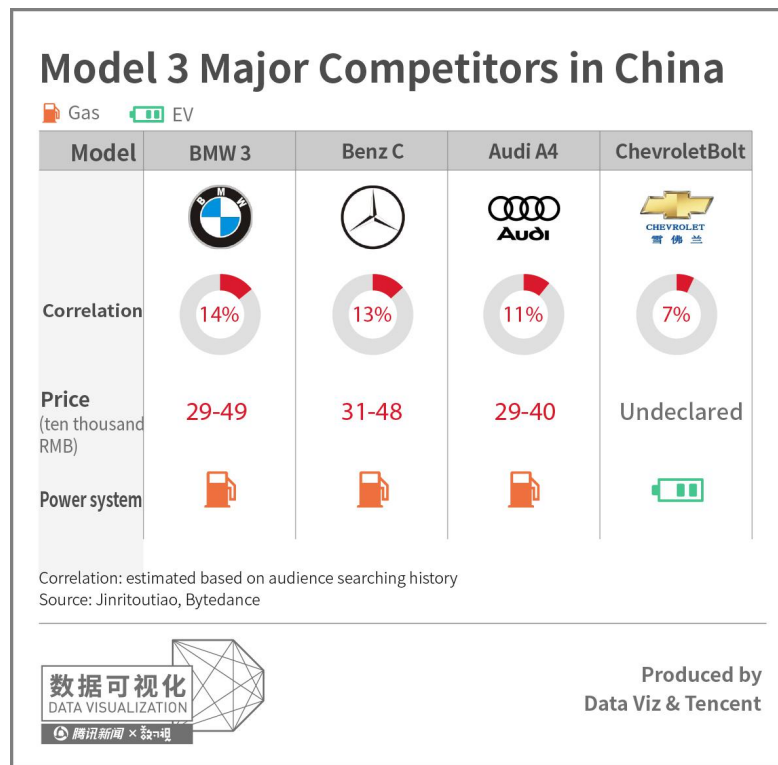 Model 3 Major Competitors in China
Gas EV
Model BMW 3 Benz C Audi A4 ChevroletBolt
BMW
Audi
CHEVROLET
雪佛兰
Correlation 14% 13% 11% 7%
Price
(ten thousand
RMB)
29-49 31-48 29-40 Undeclared
Power system
Correlation: estimated based on audience searching history
Source: Jinritoutiao, Bytedance
数据可视化
DATA VISUALIZATION
腾讯新闻 × 数可视
Produced by
Data Viz & Tencent